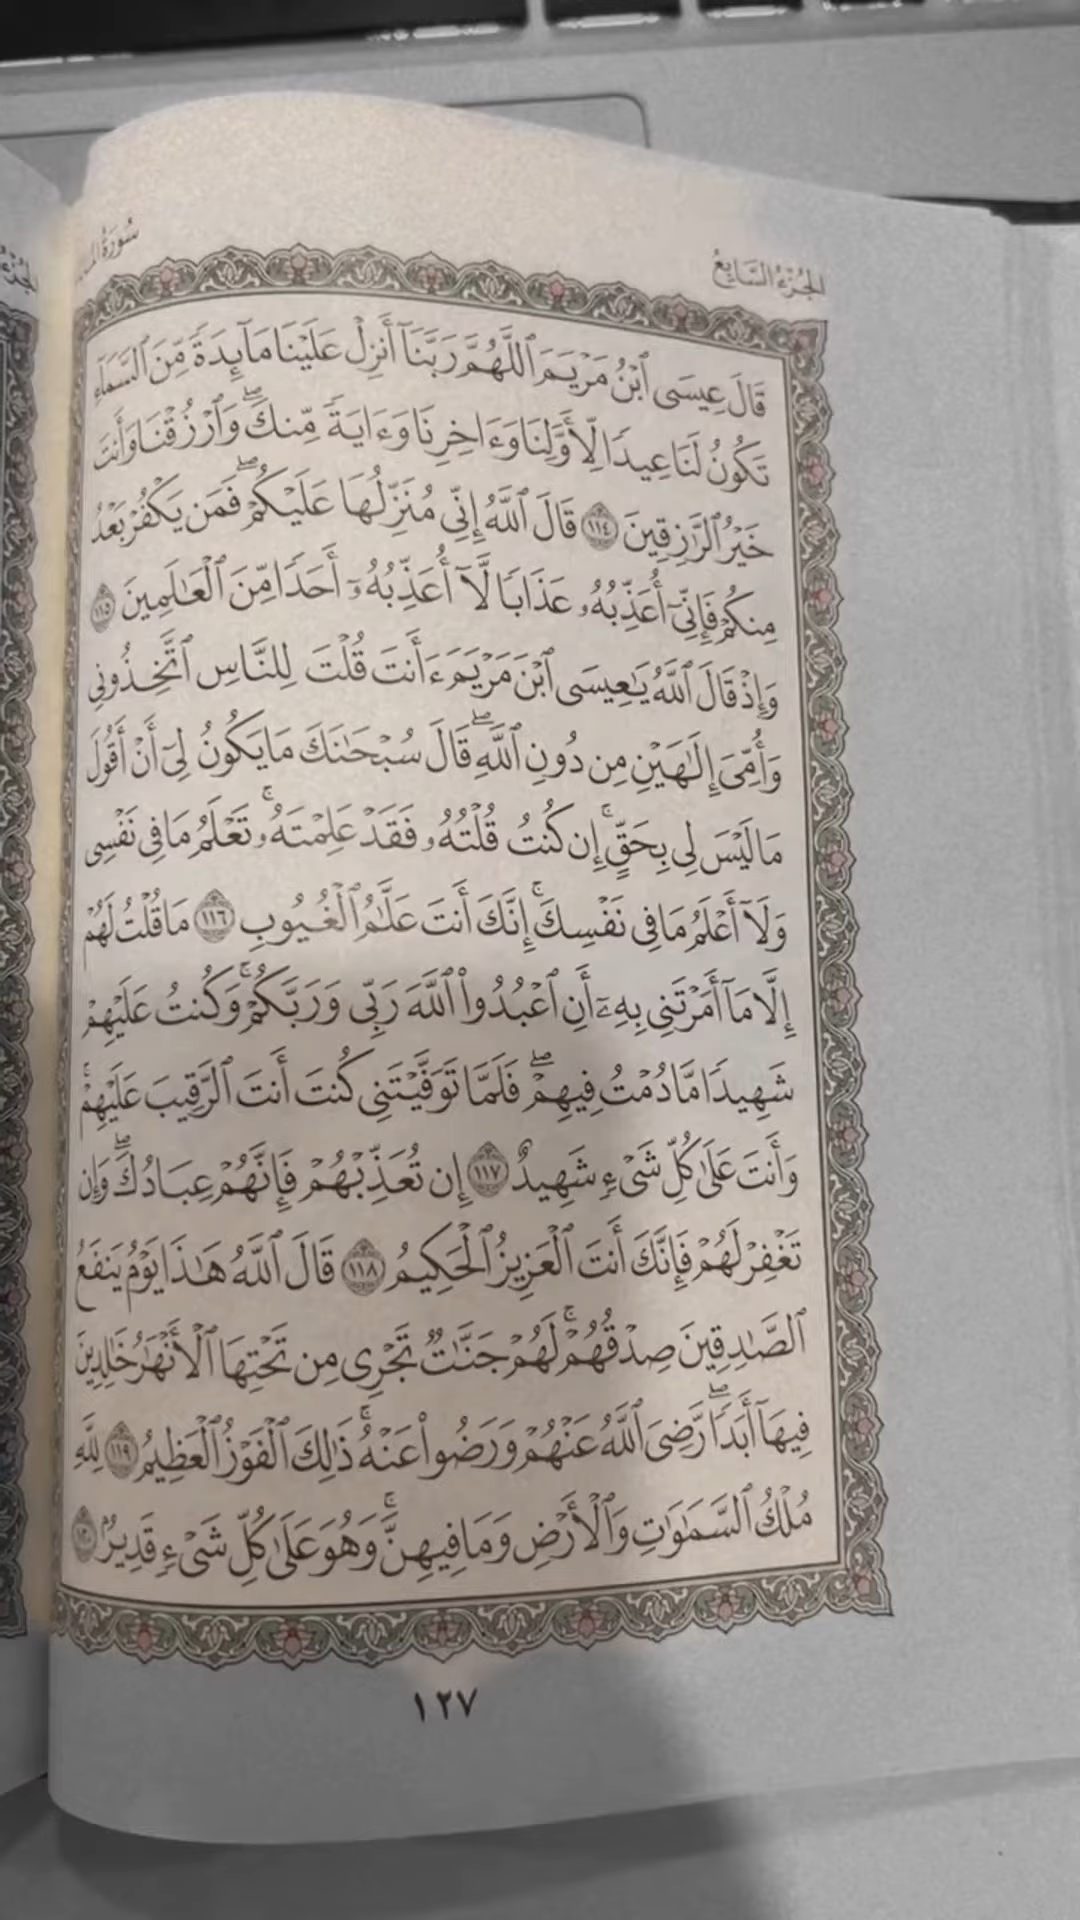 الجزء السابع
سورة
قَالَ عِيسَى ٱبْنُ مَرْيَمَ ٱللَّهُمَّ رَبَّنَآ أَنزِلْ عَلَيْنَا مَآئِدَةً مِّنَ ٱلسَّمَآءِ
تَكُونُ لَنَا عِيدًا لِّأَوَّلِنَا وَءَاخِرِنَا وَءَايَةً مِّنكَۖ وَٱرْزُقْنَا وَأَنتَ
خَيْرُ ٱلرَّٰزِقِينَ ١١٤ قَالَ ٱللَّهُ إِنِّي مُنَزِّلُهَا عَلَيْكُمْۖ فَمَن يَكْفُرْ بَعْدُ
مِنكُمْ فَإِنِّيٓ أُعَذِّبُهُۥ عَذَابًا لَّآ أُعَذِّبُهُۥٓ أَحَدًا مِّنَ ٱلْعَٰلَمِينَ ١١٥
وَإِذْ قَالَ ٱللَّهُ يَٰعِيسَى ٱبْنَ مَرْيَمَ ءَأَنتَ قُلْتَ لِلنَّاسِ ٱتَّخِذُونِي
وَأُمِّيَ إِلَٰهَيْنِ مِن دُونِ ٱللَّهِۖ قَالَ سُبْحَٰنَكَ مَا يَكُونُ لِيٓ أَنْ أَقُولَ
مَا لَيْسَ لِي بِحَقٍّۚ إِن كُنتُ قُلْتُهُۥ فَقَدْ عَلِمْتَهُۥۚ تَعْلَمُ مَا فِي نَفْسِي
وَلَآ أَعْلَمُ مَا فِي نَفْسِكَۚ إِنَّكَ أَنتَ عَلَّٰمُ ٱلْغُيُوبِ ١١٦ مَا قُلْتُ لَهُمْ
إِلَّا مَآ أَمَرْتَنِي بِهِۦٓ أَنِ ٱعْبُدُوا۟ ٱللَّهَ رَبِّي وَرَبَّكُمْۚ وَكُنتُ عَلَيْهِمْ
شَهِيدًا مَّا دُمْتُ فِيهِمْۖ فَلَمَّا تَوَفَّيْتَنِي كُنتَ أَنتَ ٱلرَّقِيبَ عَلَيْهِمْۚ
وَأَنتَ عَلَىٰ كُلِّ شَيْءٍ شَهِيدٌ ١١٧ إِن تُعَذِّبْهُمْ فَإِنَّهُمْ عِبَادُكَۖ وَإِن
تَغْفِرْ لَهُمْ فَإِنَّكَ أَنتَ ٱلْعَزِيزُ ٱلْحَكِيمُ ١١٨ قَالَ ٱللَّهُ هَٰذَا يَوْمُ يَنفَعُ
ٱلصَّٰدِقِينَ صِدْقُهُمْۚ لَهُمْ جَنَّٰتٌ تَجْرِي مِن تَحْتِهَا ٱلْأَنْهَٰرُ خَٰلِدِينَ
فِيهَآ أَبَدًاۖ رَّضِيَ ٱللَّهُ عَنْهُمْ وَرَضُوا۟ عَنْهُۚ ذَٰلِكَ ٱلْفَوْزُ ٱلْعَظِيمُ ١١٩ لِلَّهِ
مُلْكُ ٱلسَّمَٰوَٰتِ وَٱلْأَرْضِ وَمَا فِيهِنَّۚ وَهُوَ عَلَىٰ كُلِّ شَيْءٍ قَدِيرٌۢ ١٢٠
١٢٧